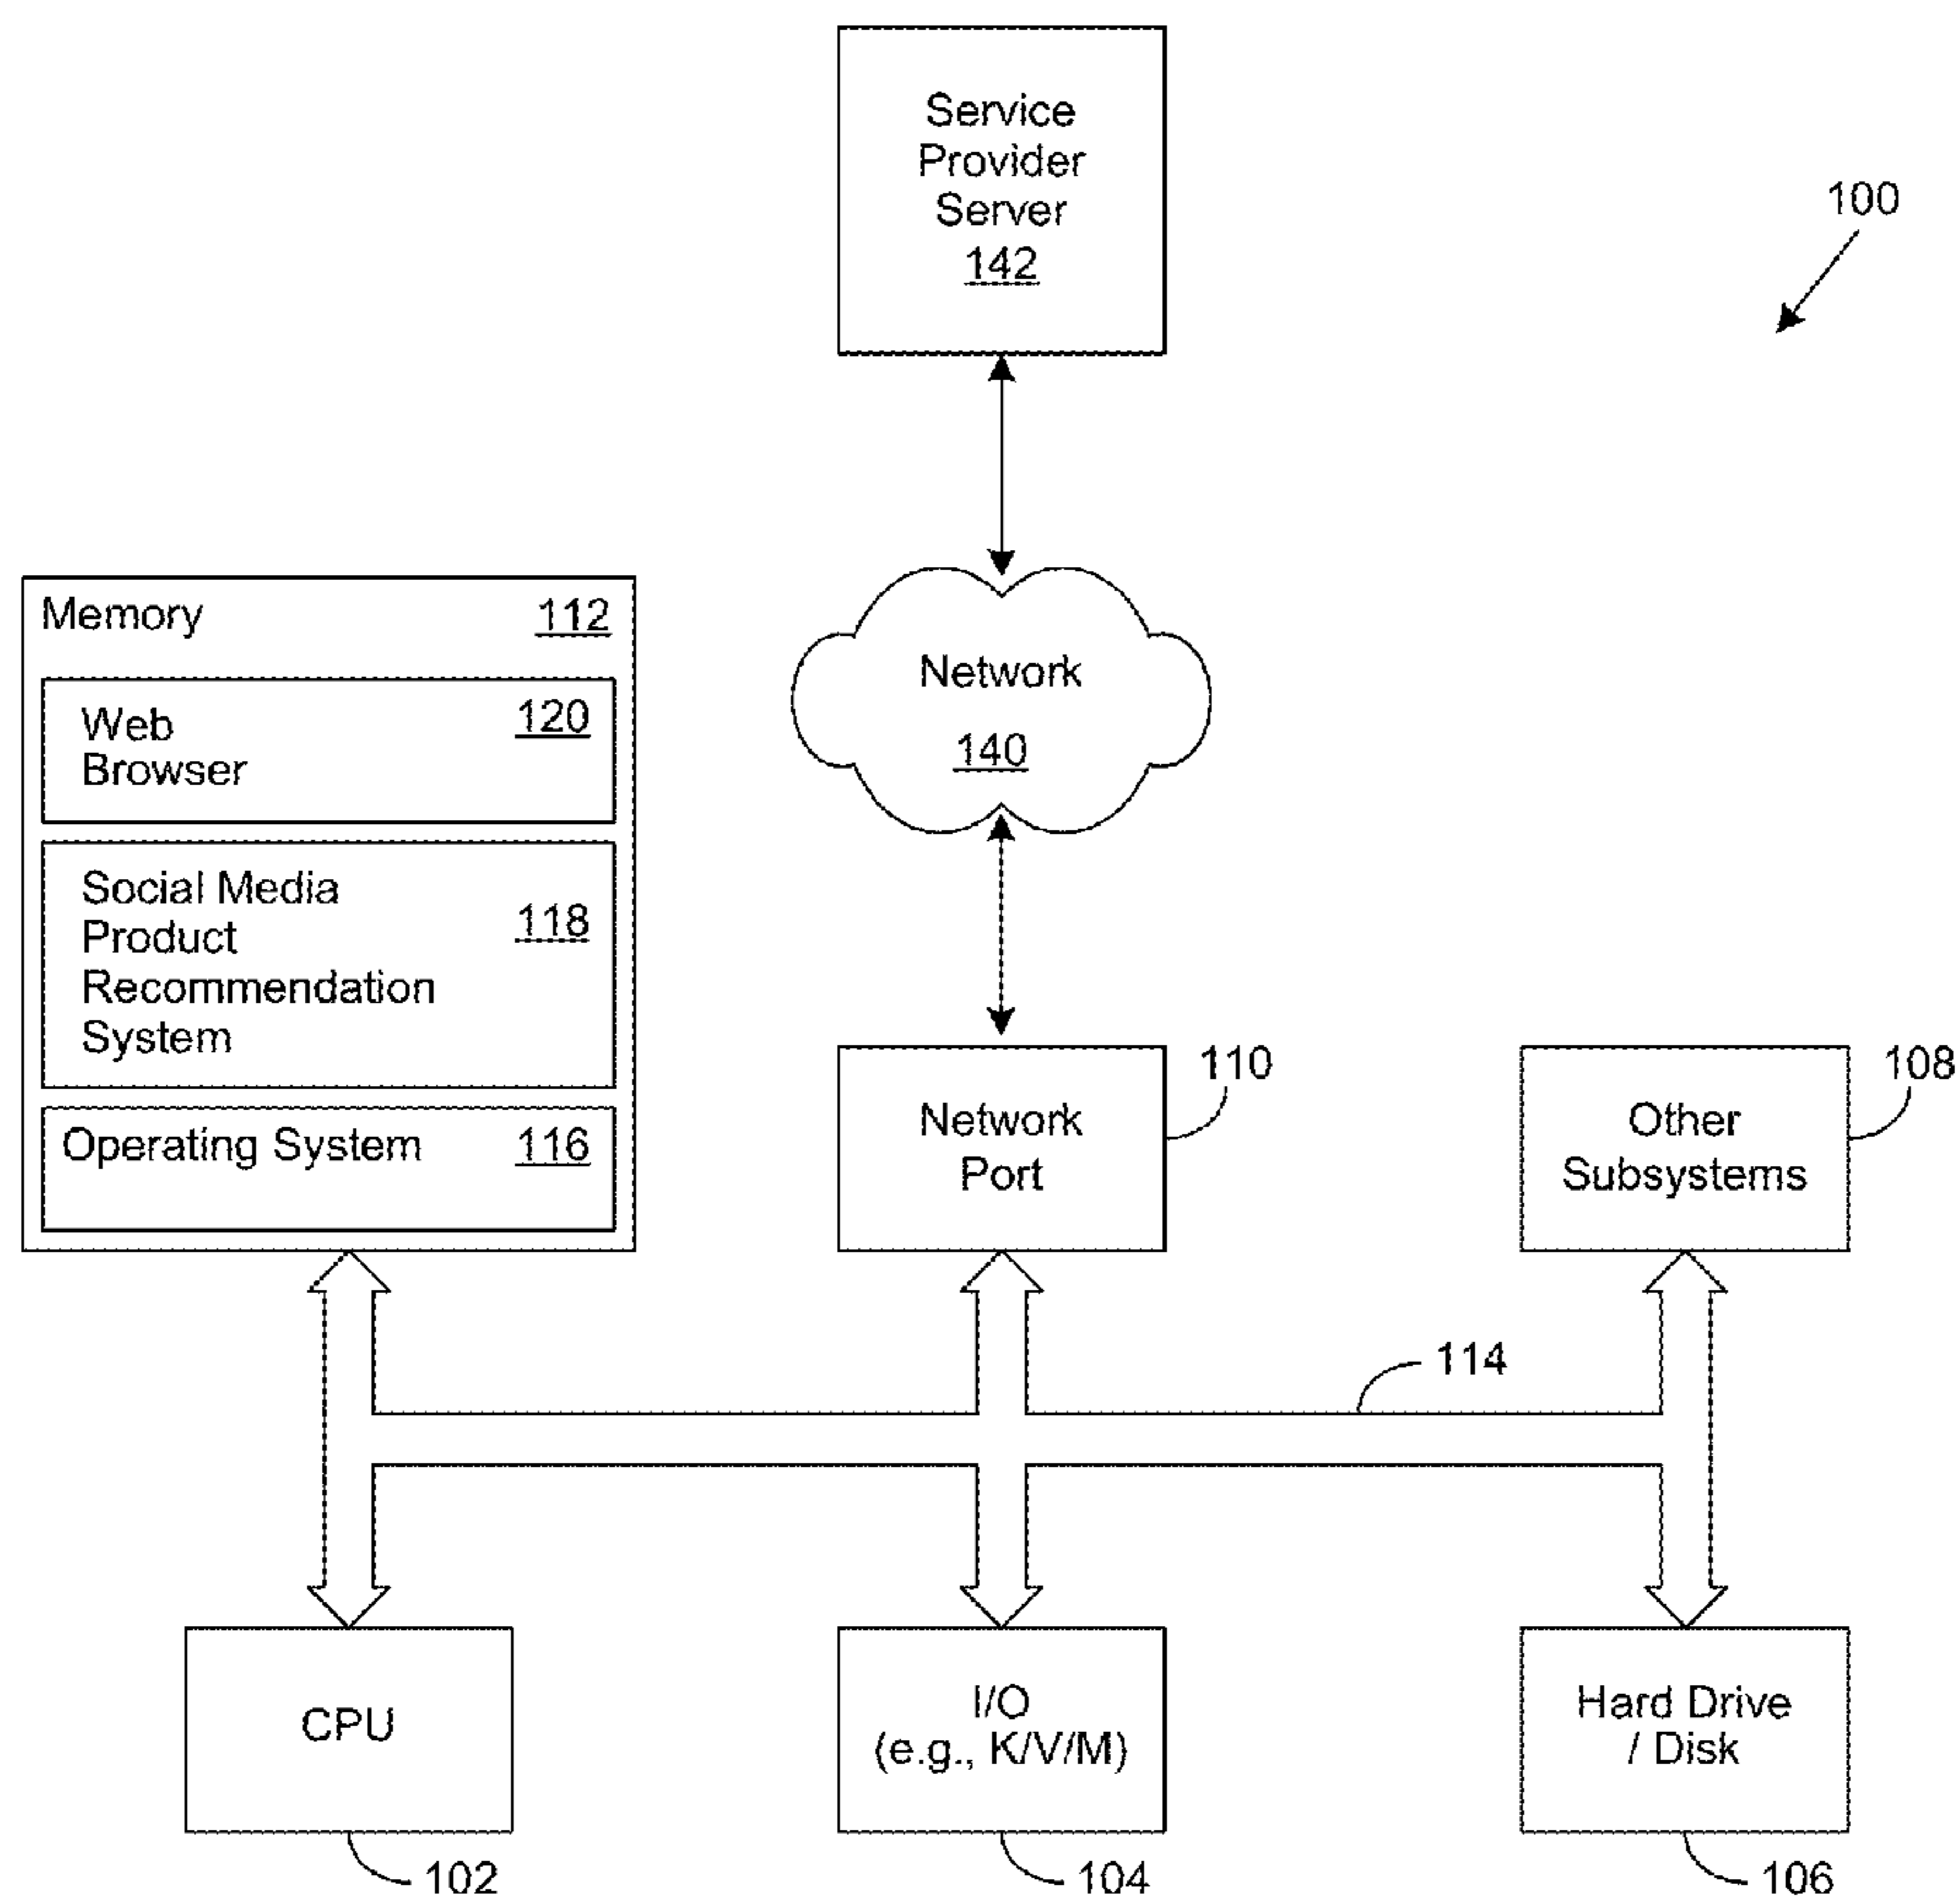 Service
Provider
Server
142
100
Memory 112
Web 120
Browser
Social Media
Product 118
Recommendation
System
Operating System 116
Network
140
Network
Port
110
Other
Subsystems
108
114
CPU
102
I/O
(e.g., K/V/M)
104
Hard Drive
/ Disk
106